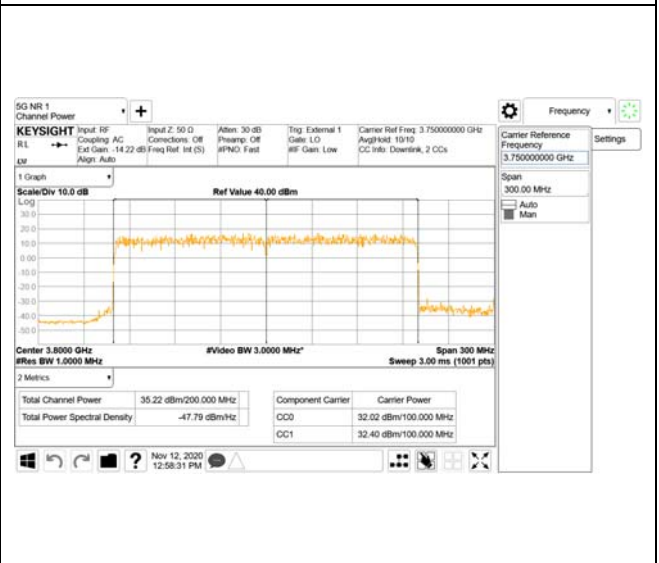 5G NR 1
Channel Power
KEYSIGHT
RL
Input: RF
Coupling: AC
Ext Gain: -14.22 dB
Align: Auto
Input Z: 50 Ω
Corrections: Off
Freq Ref: Int (S)
Atten: 30 dB
Preamp: Off
#PNO: Fast
Trig: External 1
Gate: LO
#IF Gain: Low
Carrier Ref Freq: 3.750000000 GHz
Avg|Hold: 10/10
CC Info: Downlink, 2 CCs
Frequency
Settings
Carrier Reference
Frequency
3.750000000 GHz
Span
300.00 MHz
Auto
Man
1 Graph
Scale/Div 10.0 dB
Ref Value 40.00 dBm
Log
30.0
20.0
10.0
0.00
-10.0
-20.0
-30.0
-40.0
-50.0
Center 3.8000 GHz
#Video BW 3.0000 MHz*
Span 300 MHz
#Res BW 1.0000 MHz
Sweep 3.00 ms (1001 pts)
2 Metrics
Total Channel Power 35.22 dBm/200.000 MHz
Total Power Spectral Density -47.79 dBm/Hz
Component Carrier Carrier Power
CC0 32.02 dBm/100.000 MHz
CC1 32.40 dBm/100.000 MHz
Nov 12, 2020
12:58:31 PM